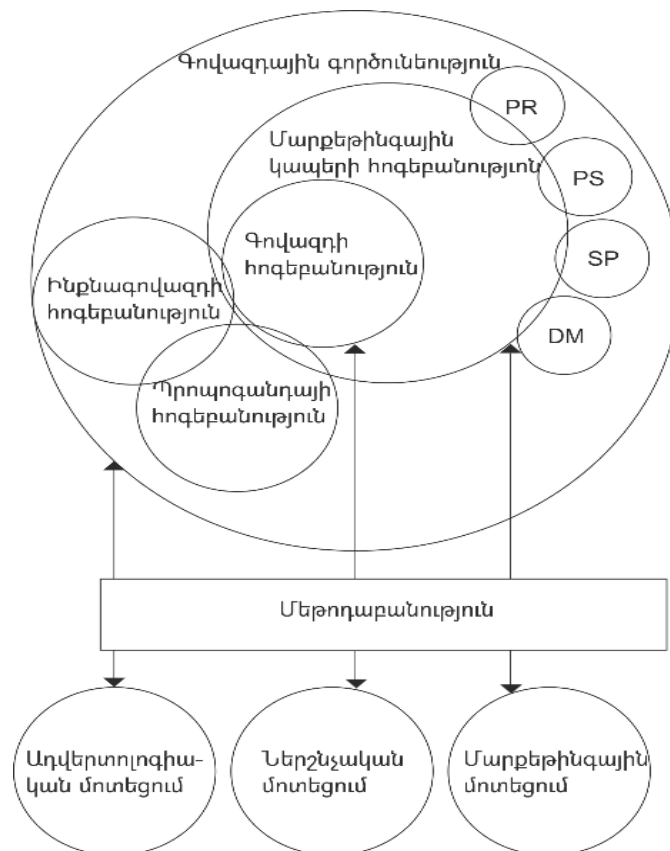 Գովազդային գործունեություն
PR
Մարքեթինգային
կապերի հոգեբանություն
PS
Գովազդի
հոգեբանություն
SP
Ինքնագովազդի
հոգեբանություն
DM
Պրոպոգանդայի
հոգեբանություն
Մեթոդաբանություն
Ադվերտոլոգիա-
կան մոտեցում
Ներշնչական
մոտեցում
Մարքեթինգային
մոտեցում